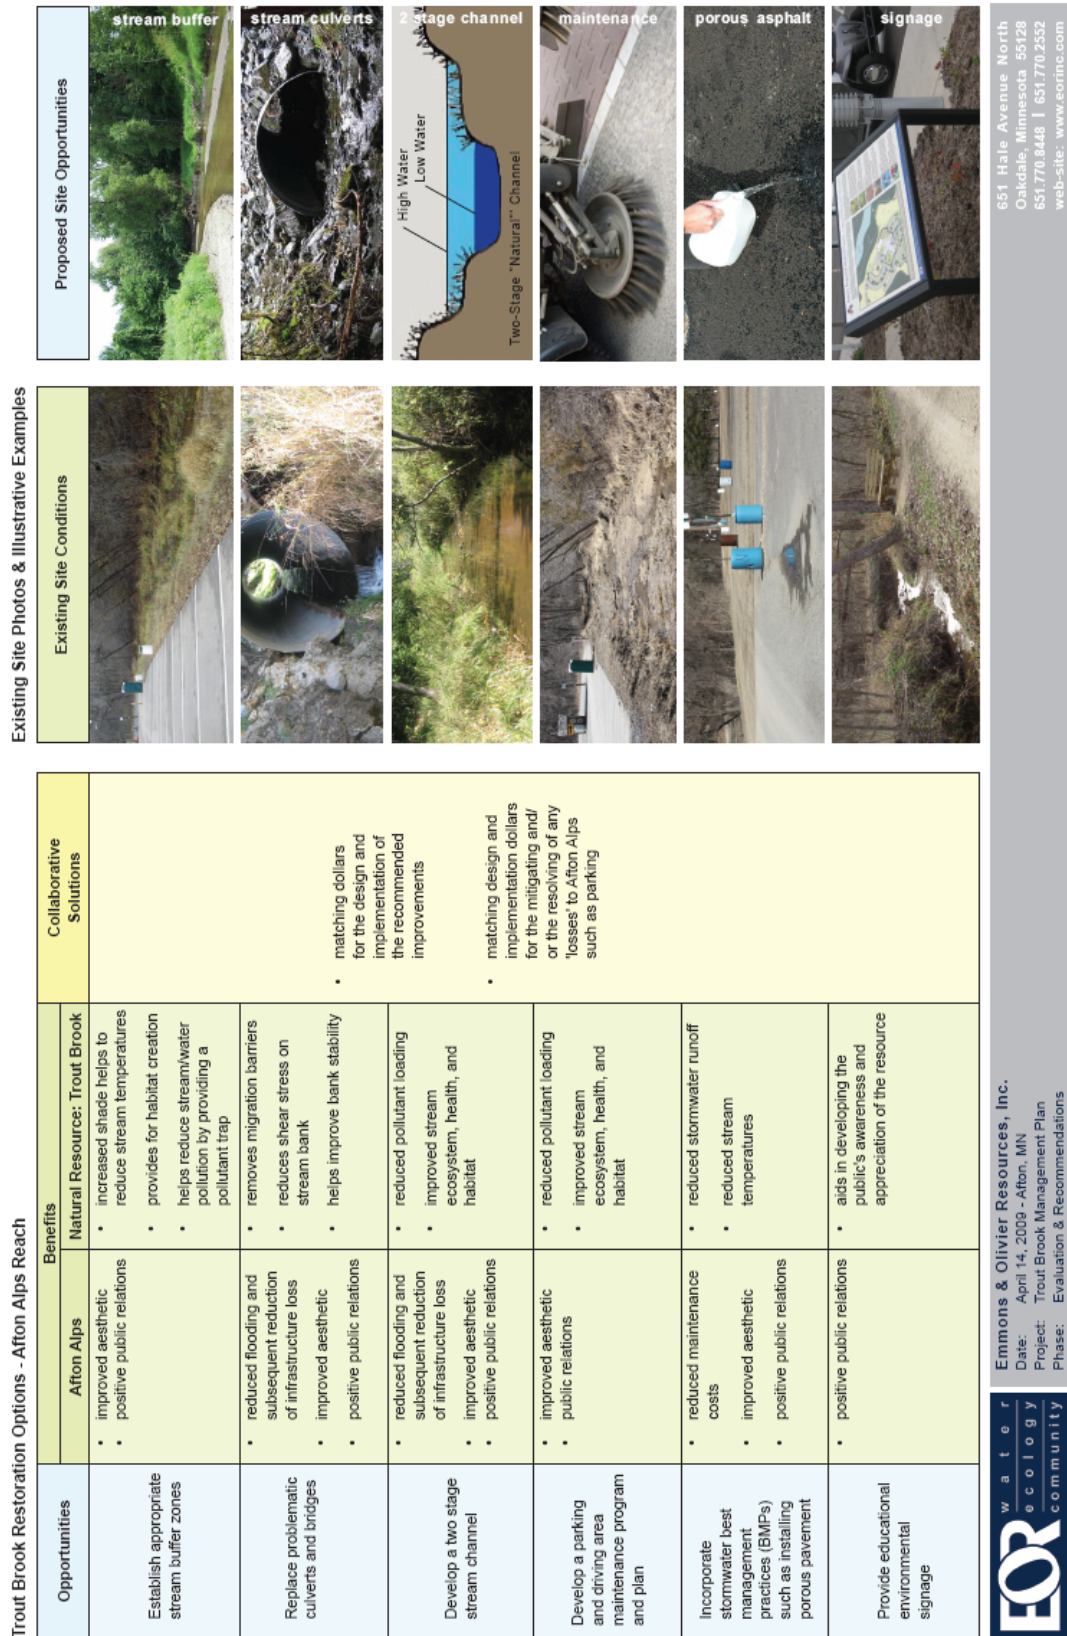 Trout Brook Restoration Options - Afton Alps Reach
Existing Site Photos & Illustrative Examples
Opportunities
Benefits
Afton Alps
Natural Resource: Trout Brook
Collaborative
Solutions
Existing Site Conditions
Proposed Site Opportunities
Establish appropriate
stream buffer zones
• improved aesthetic
• positive public relations
• increased shade helps to
reduce stream temperatures
• provides for habitat creation
• helps reduce stream/water
pollution by providing a
pollutant trap
stream buffer
Replace problematic
culverts and bridges
• reduced flooding and
subsequent reduction
of infrastructure loss
• improved aesthetic
• positive public relations
• removes migration barriers
• reduces shear stress on
stream bank
• helps improve bank stability
stream culverts
Develop a two stage
stream channel
• reduced flooding and
subsequent reduction
of infrastructure loss
• improved aesthetic
• positive public relations
• reduced pollutant loading
• improved stream
ecosystem, health, and
habitat
2 stage channel
High Water
Low Water
Two-Stage "Natural" Channel
Develop a parking
and driving area
maintenance program
and plan
• improved aesthetic
• public relations
• reduced pollutant loading
• improved stream
ecosystem, health, and
habitat
maintenance
Incorporate
stormwater best
management
practices (BMPs)
such as installing
porous pavement
• reduced maintenance
costs
• improved aesthetic
• positive public relations
• reduced stormwater runoff
• reduced stream
temperatures
porous asphalt
Provide educational
environmental
signage
• positive public relations
• aids in developing the
public's awareness and
appreciation of the resource
signage
• matching dollars
for the design and
implementation of
the recommended
improvements
• matching design and
implementation dollars
for the mitigating and/
or the resolving of any
'losses' to Afton Alps
such as parking
EOR
water
ecology
community
Emmons & Olivier Resources, Inc.
Date: April 14, 2009 - Afton, MN
Project: Trout Brook Management Plan
Phase: Evaluation & Recommendations
651 Hale Avenue North
Oakdale, Minnesota 55128
651.770.8448 | 651.770.2552
web-site: www.eorinc.com